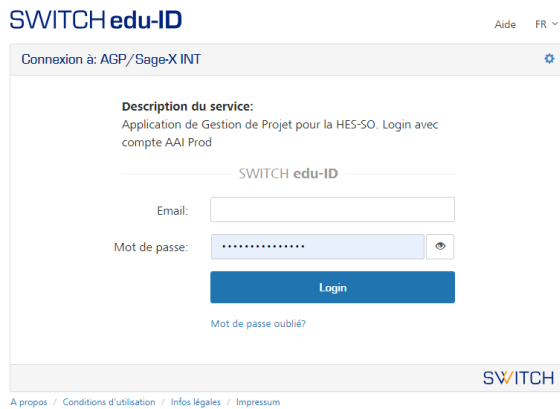 SWITCH edu-ID
Aide FR
Connexion à: AGP/Sage-X INT
Description du service:
Application de Gestion de Projet pour la HES-SO. Login avec
compte AAI Prod
SWITCH edu-ID
Email:
Mot de passe: •••••••••••••••
Login
Mot de passe oublié?
SWITCH
A propos / Conditions d'utilisation / Infos légales / Impressum